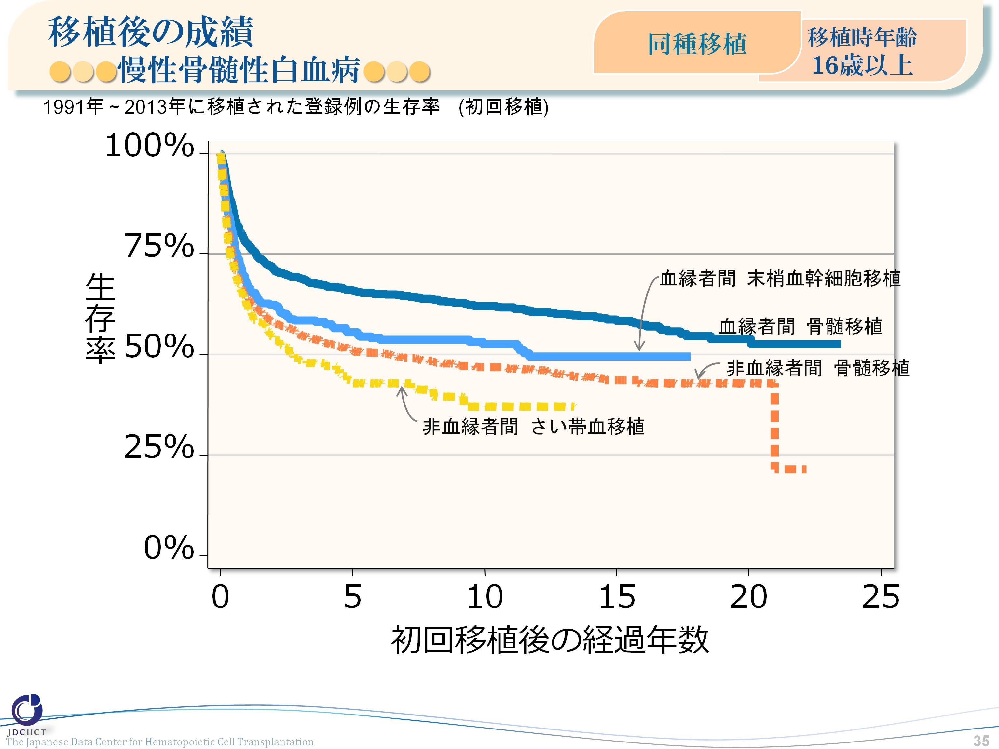 移植後の成績
慢性骨髄性白血病
同種移植
移植時年齢
16歳以上
1991年～2013年に移植された登録例の生存率　(初回移植)
100%
75%
50%
25%
0%
生存率
血縁者間 末梢血幹細胞移植
血縁者間 骨髄移植
非血縁者間 骨髄移植
非血縁者間 さい帯血移植
0 5 10 15 20 25
初回移植後の経過年数
JDCHCT
The Japanese Data Center for Hematopoietic Cell Transplantation
35